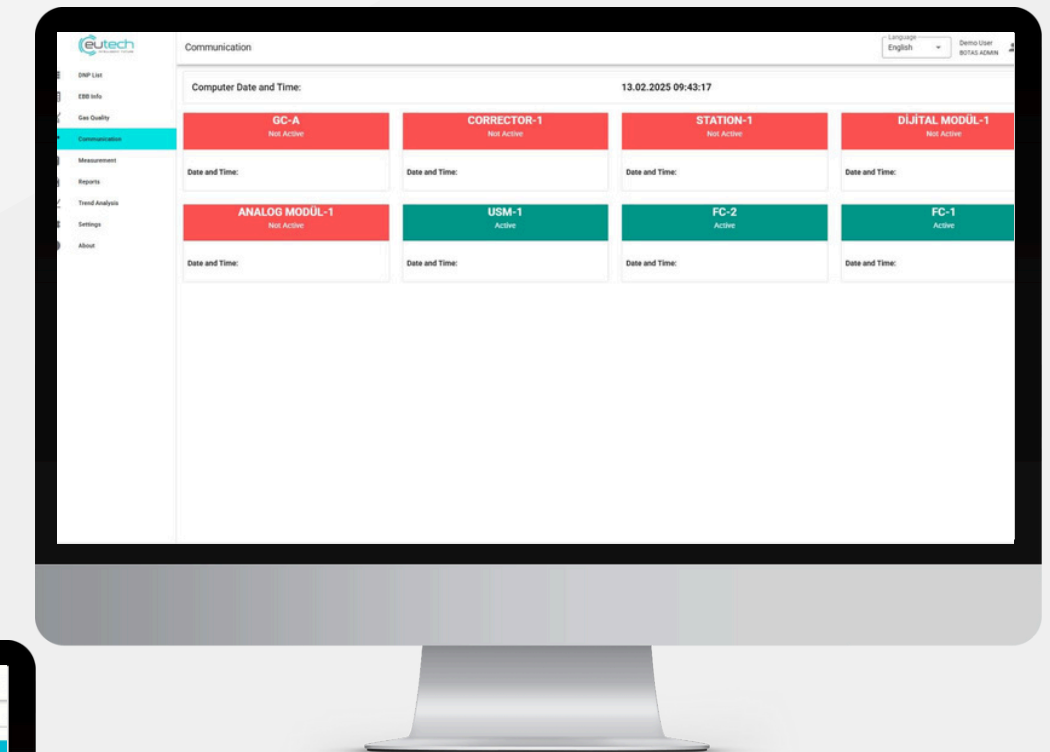 eutech
Communication
Language
English
Demo User
BOTAS ADMIN
DNP List
EBB Info
Gas Quality
Communication
Measurement
Reports
Trend Analysis
Settings
About
Computer Date and Time: 13.02.2025 09:43:17
GC-A
Not Active
Date and Time:
CORRECTOR-1
Not Active
Date and Time:
STATION-1
Not Active
Date and Time:
DİJİTAL MODÜL-1
Not Active
Date and Time:
ANALOG MODÜL-1
Not Active
Date and Time:
USM-1
Active
Date and Time:
FC-2
Active
Date and Time:
FC-1
Active
Date and Time: